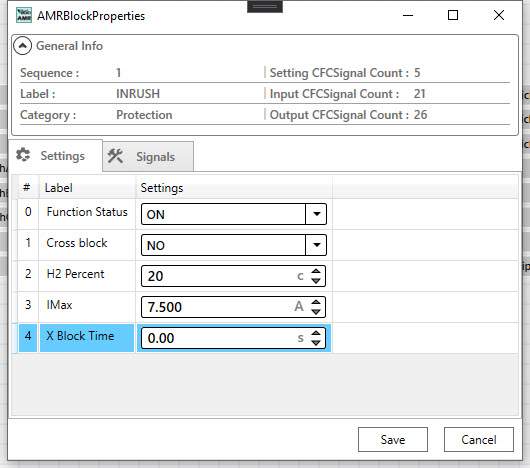 AMRBlockProperties
General Info
Sequence : 1 Setting CFCSignal Count : 5
Label : INRUSH Input CFCSignal Count : 21
Category : Protection Output CFCSignal Count : 26
Settings Signals
# Label Settings
0 Function Status ON
1 Cross block NO
2 H2 Percent 20 c
3 IMax 7.500 A
4 X Block Time 0.00 s
Save Cancel